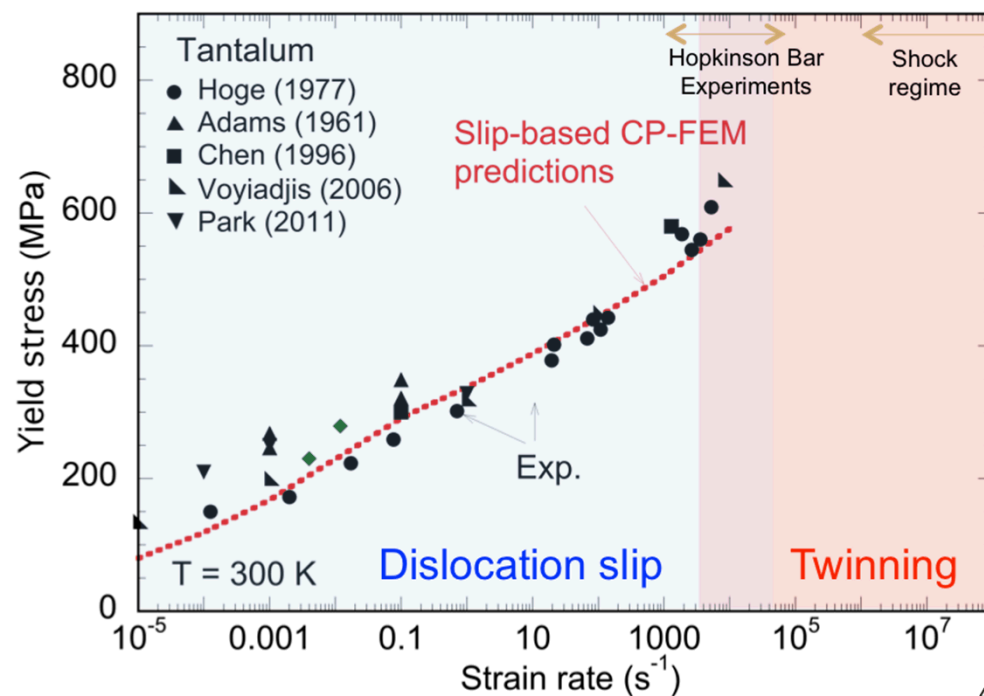 Tantalum
Hoge (1977)
Adams (1961)
Chen (1996)
Voyiadjis (2006)
Park (2011)
Hopkinson Bar
Experiments
Shock
regime
Slip-based CP-FEM
predictions
Exp.
T = 300 K
Dislocation slip
Twinning
Yield stress (MPa)
800
600
400
200
0
10⁻⁵ 0.001 0.1 10 1000 10⁵ 10⁷
Strain rate (s⁻¹)